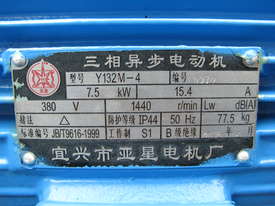 三相异步电动机
型号 Y132M-4 编号
7.5 kW 15.4 A
380 V 1440 r/min Lw dB(A)
接法 △ 防护等级 IP44 50 Hz 77.5 kg
标准编号 JB/T9616-1999 工作制 S1 B级绝缘 年 月
宜兴市亚星电机厂